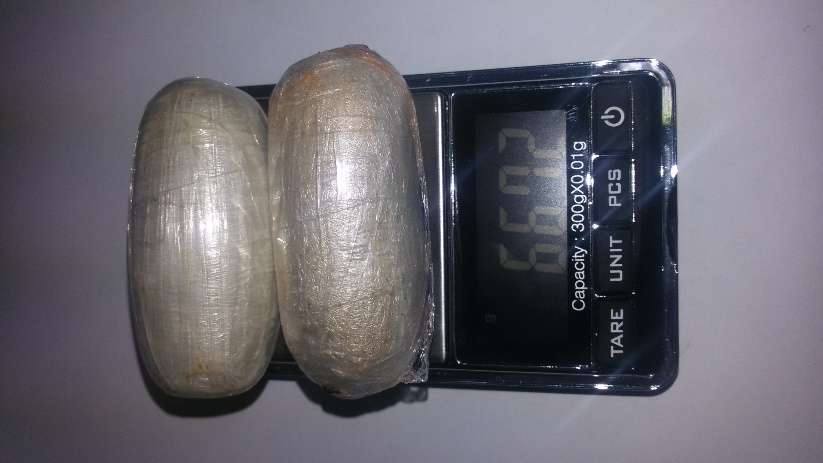 Capacity : 300gX0.01g
PCS
UNIT
TARE
g